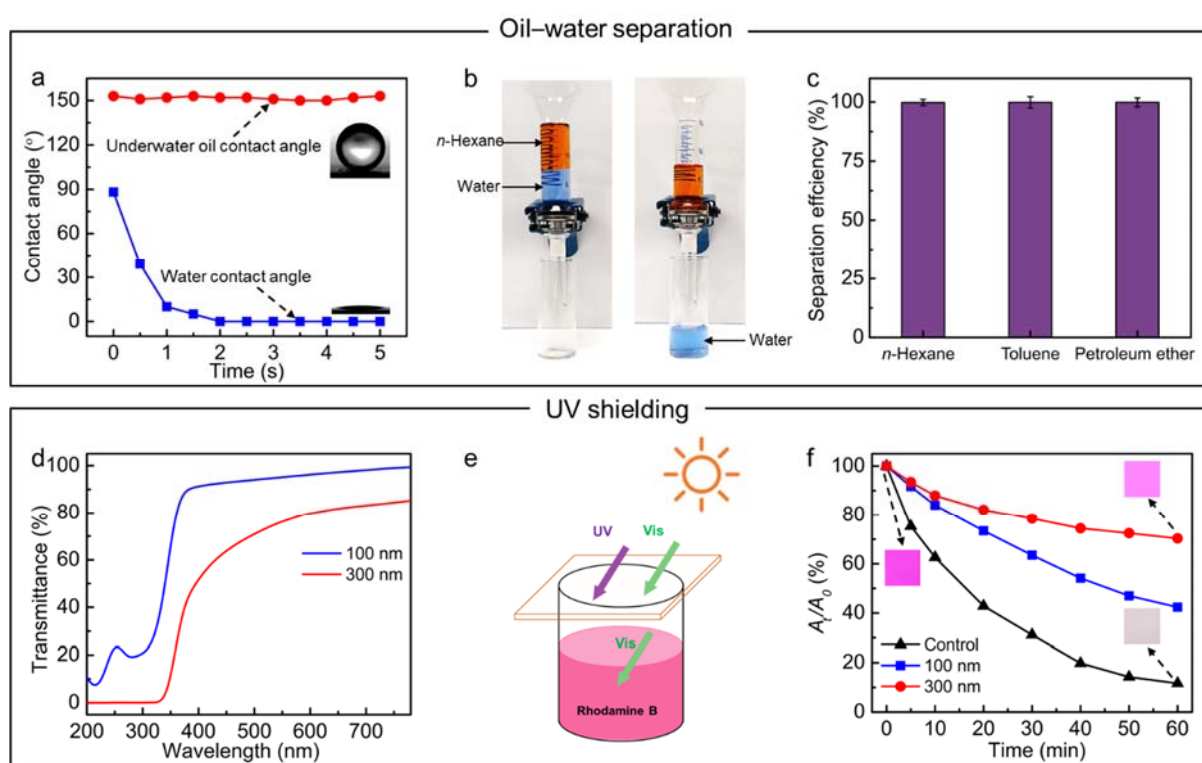 Oil–water separation
a
Contact angle (°)
150
120
90
60
30
0
Underwater oil contact angle
Water contact angle
0 1 2 3 4 5
Time (s)
b
n-Hexane
Water
Water
c
Separation effciency (%)
100
75
50
25
0
n-Hexane Toluene Petroleum ether
UV shielding
d
Transmittance (%)
100
80
60
40
20
0
100 nm
300 nm
200 300 400 500 600 700
Wavelength (nm)
e
UV
Vis
Vis
Rhodamine B
f
At/A0 (%)
100
80
60
40
20
0
Control
100 nm
300 nm
0 10 20 30 40 50 60
Time (min)